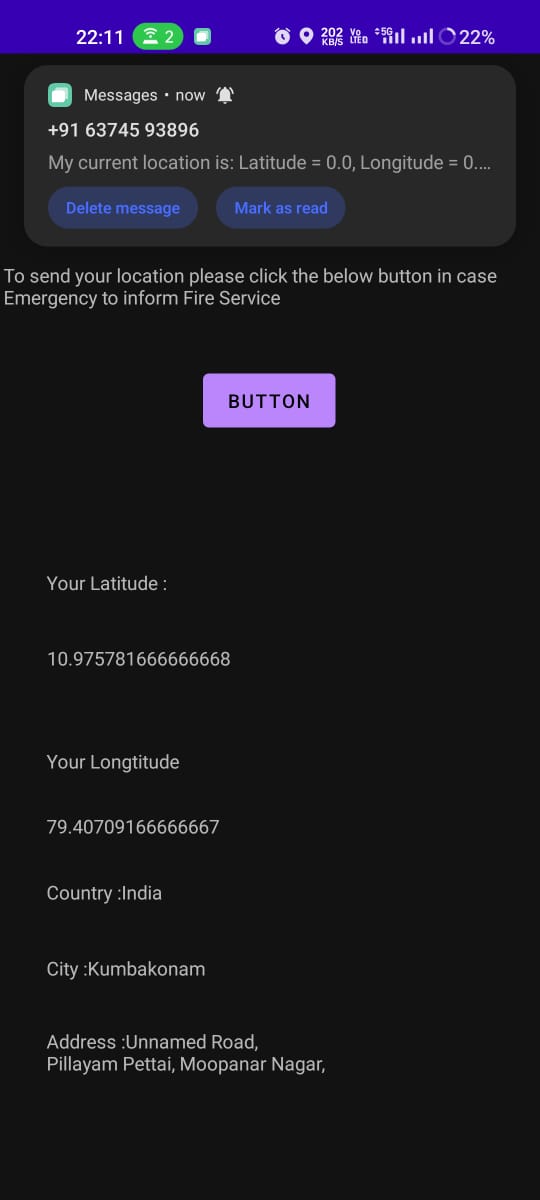 22:11 2 202 KB/S Vo LTE 5G 22%
Messages • now
+91 63745 93896
My current location is: Latitude = 0.0, Longitude = 0.…
Delete message Mark as read
To send your location please click the below button in case
Emergency to inform Fire Service
BUTTON
Your Latitude :
10.975781666666668
Your Longtitude
79.40709166666667
Country :India
City :Kumbakonam
Address :Unnamed Road,
Pillayam Pettai, Moopanar Nagar,